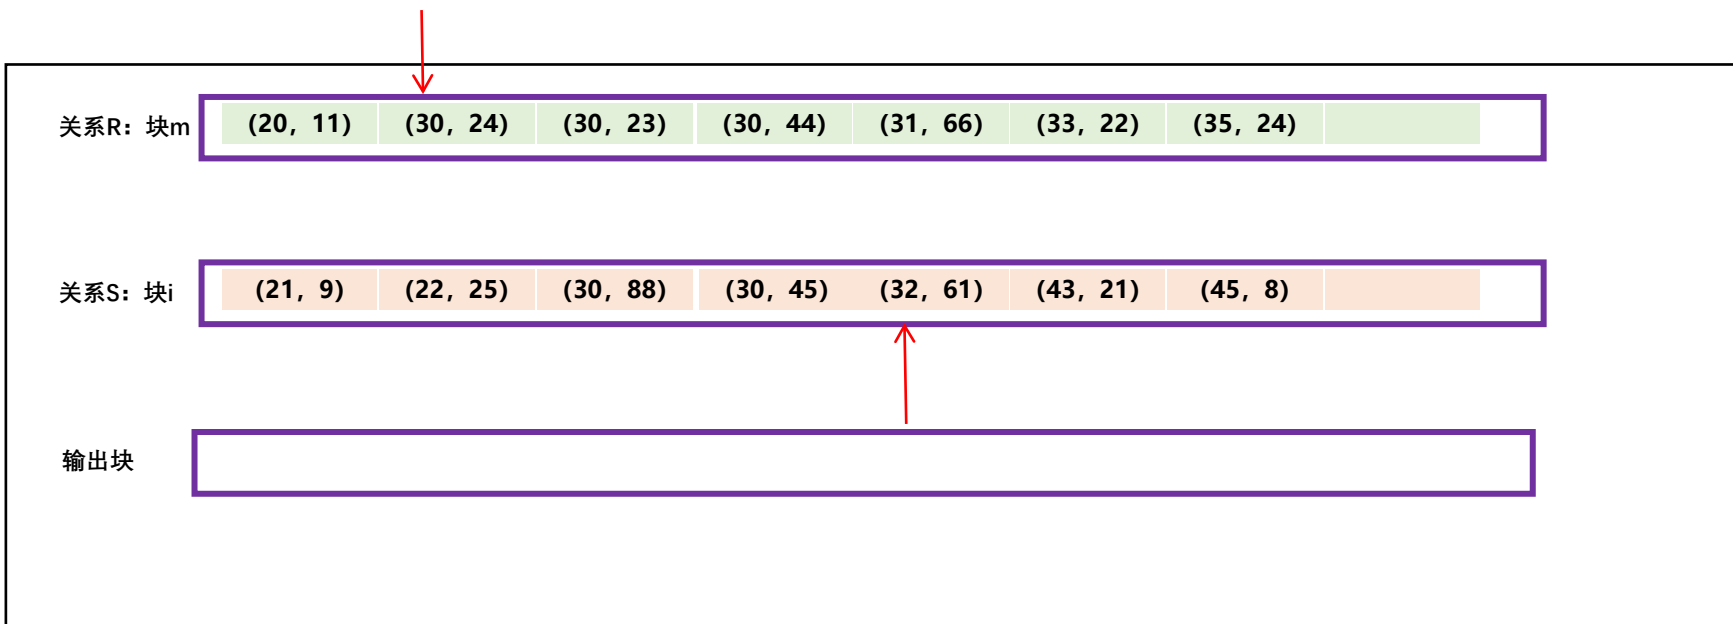 关系R：块m (20，11) (30，24) (30，23) (30，44) (31，66) (33，22) (35，24)
关系S：块i (21，9) (22，25) (30，88) (30，45) (32，61) (43，21) (45，8)
输出块